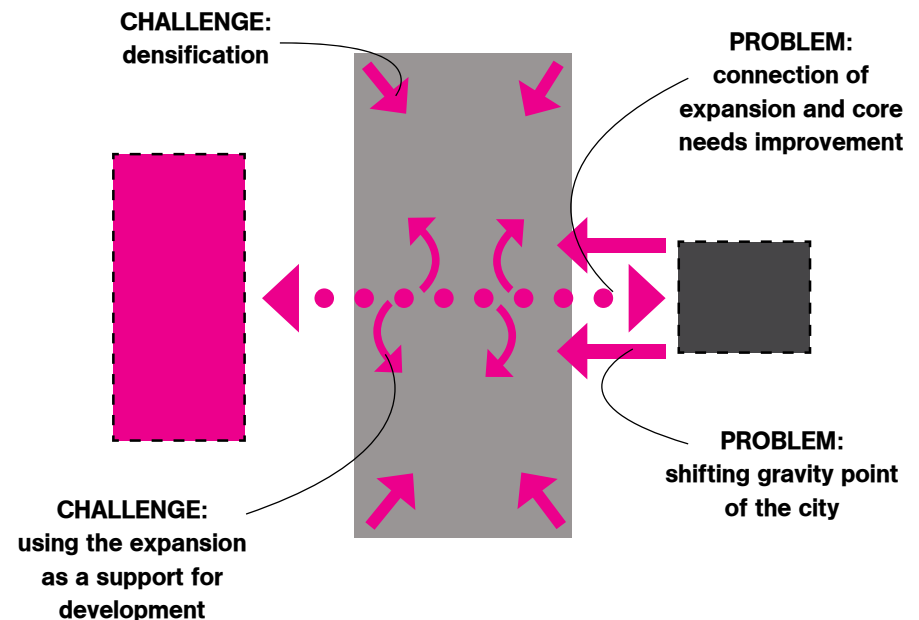 CHALLENGE:
densification
PROBLEM:
connection of
expansion and core
needs improvement
PROBLEM:
shifting gravity point
of the city
CHALLENGE:
using the expansion
as a support for
development